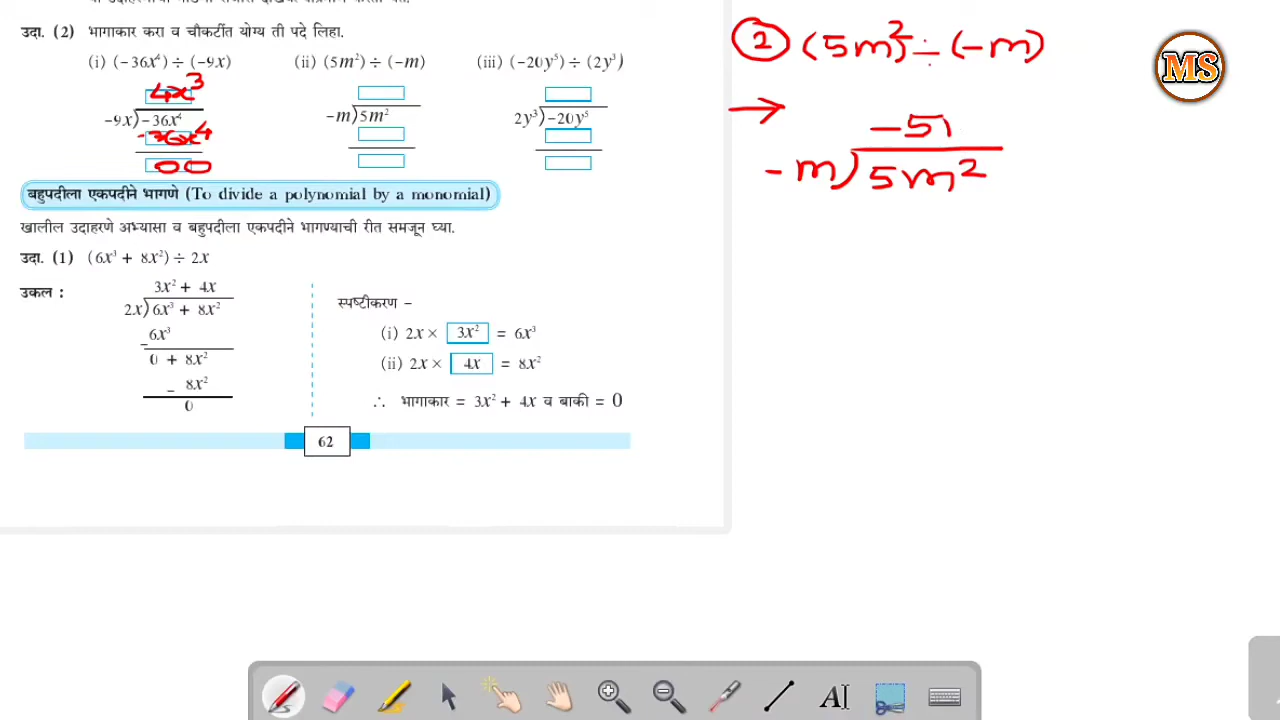 उदा. (2) भागाकार करा व चौकटींत योग्य ती पदे लिहा.
(i) (-36x⁴) ÷ (-9x) (ii) (5m²) ÷ (-m) (iii) (-20y⁵) ÷ (2y³)
4x³
-9x) -36x⁴ -m) 5m² 2y³) -20y⁵
-36x⁴
00
बहुपदीला एकपदीने भागणे (To divide a polynomial by a monomial)
खालील उदाहरणे अभ्यासा व बहुपदीला एकपदीने भागण्याची रीत समजून घ्या.
उदा. (1) (6x³ + 8x²) ÷ 2x
उकल :
3x² + 4x
2x) 6x³ + 8x²
- 6x³
0 + 8x²
- 8x²
0
स्पष्टीकरण -
(i) 2x × 3x² = 6x³
(ii) 2x × 4x = 8x²
∴ भागाकार = 3x² + 4x व बाकी = 0
62
2 (5m²) ÷ (-m)
→
-5
-m) 5m²
MS
AI